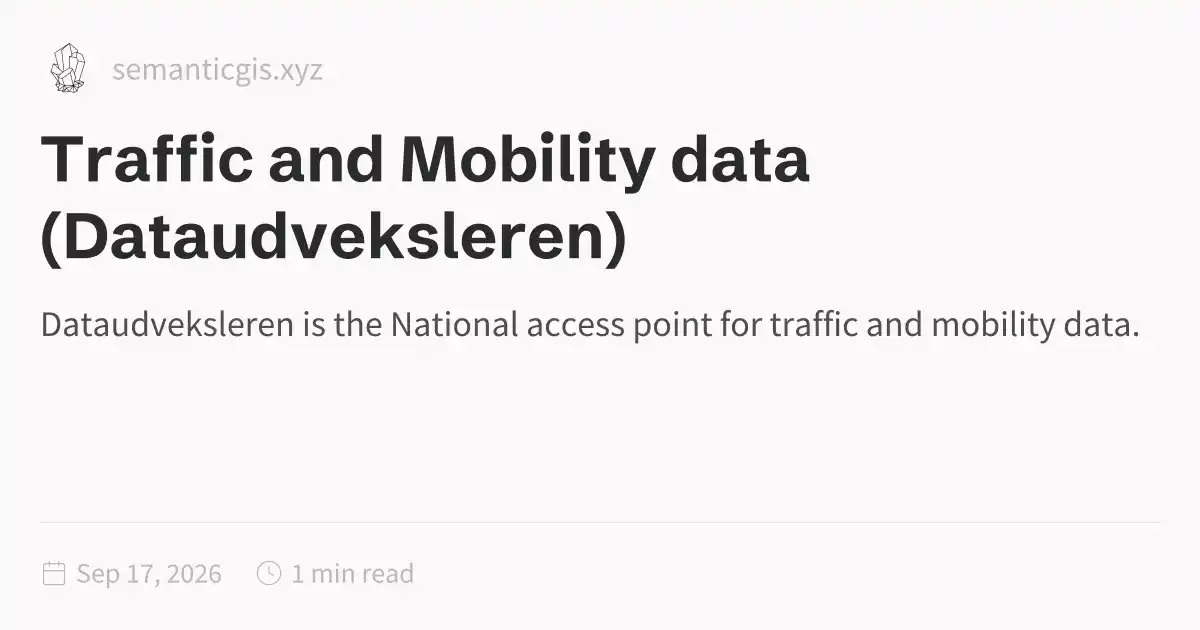 semanticgis.xyz
Traffic and Mobility data
(Dataudveksleren)
Dataudveksleren is the National access point for traffic and mobility data.
Sep 17, 2026 1 min read